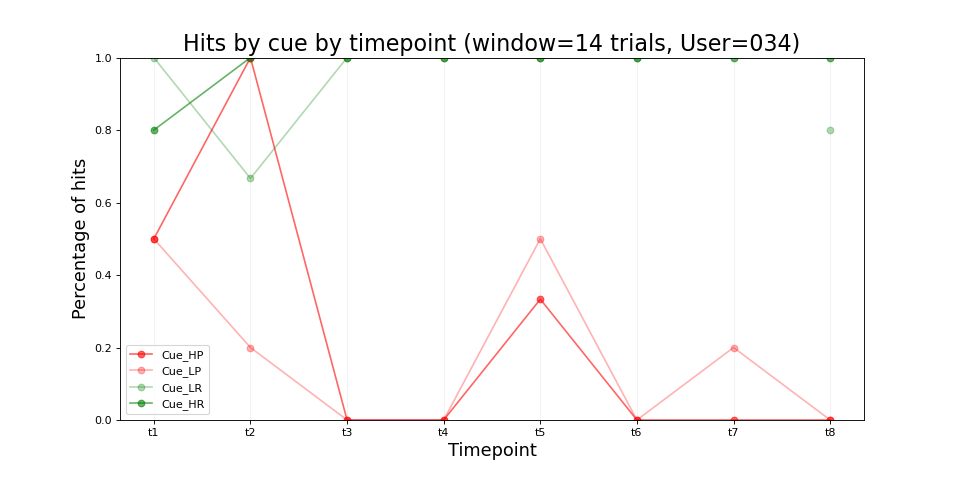 Hits by cue by timepoint (window=14 trials, User=034)
Percentage of hits
1.0
0.8
0.6
0.4
0.2
0.0
Cue_HP
Cue_LP
Cue_LR
Cue_HR
t1 t2 t3 t4 t5 t6 t7 t8
Timepoint